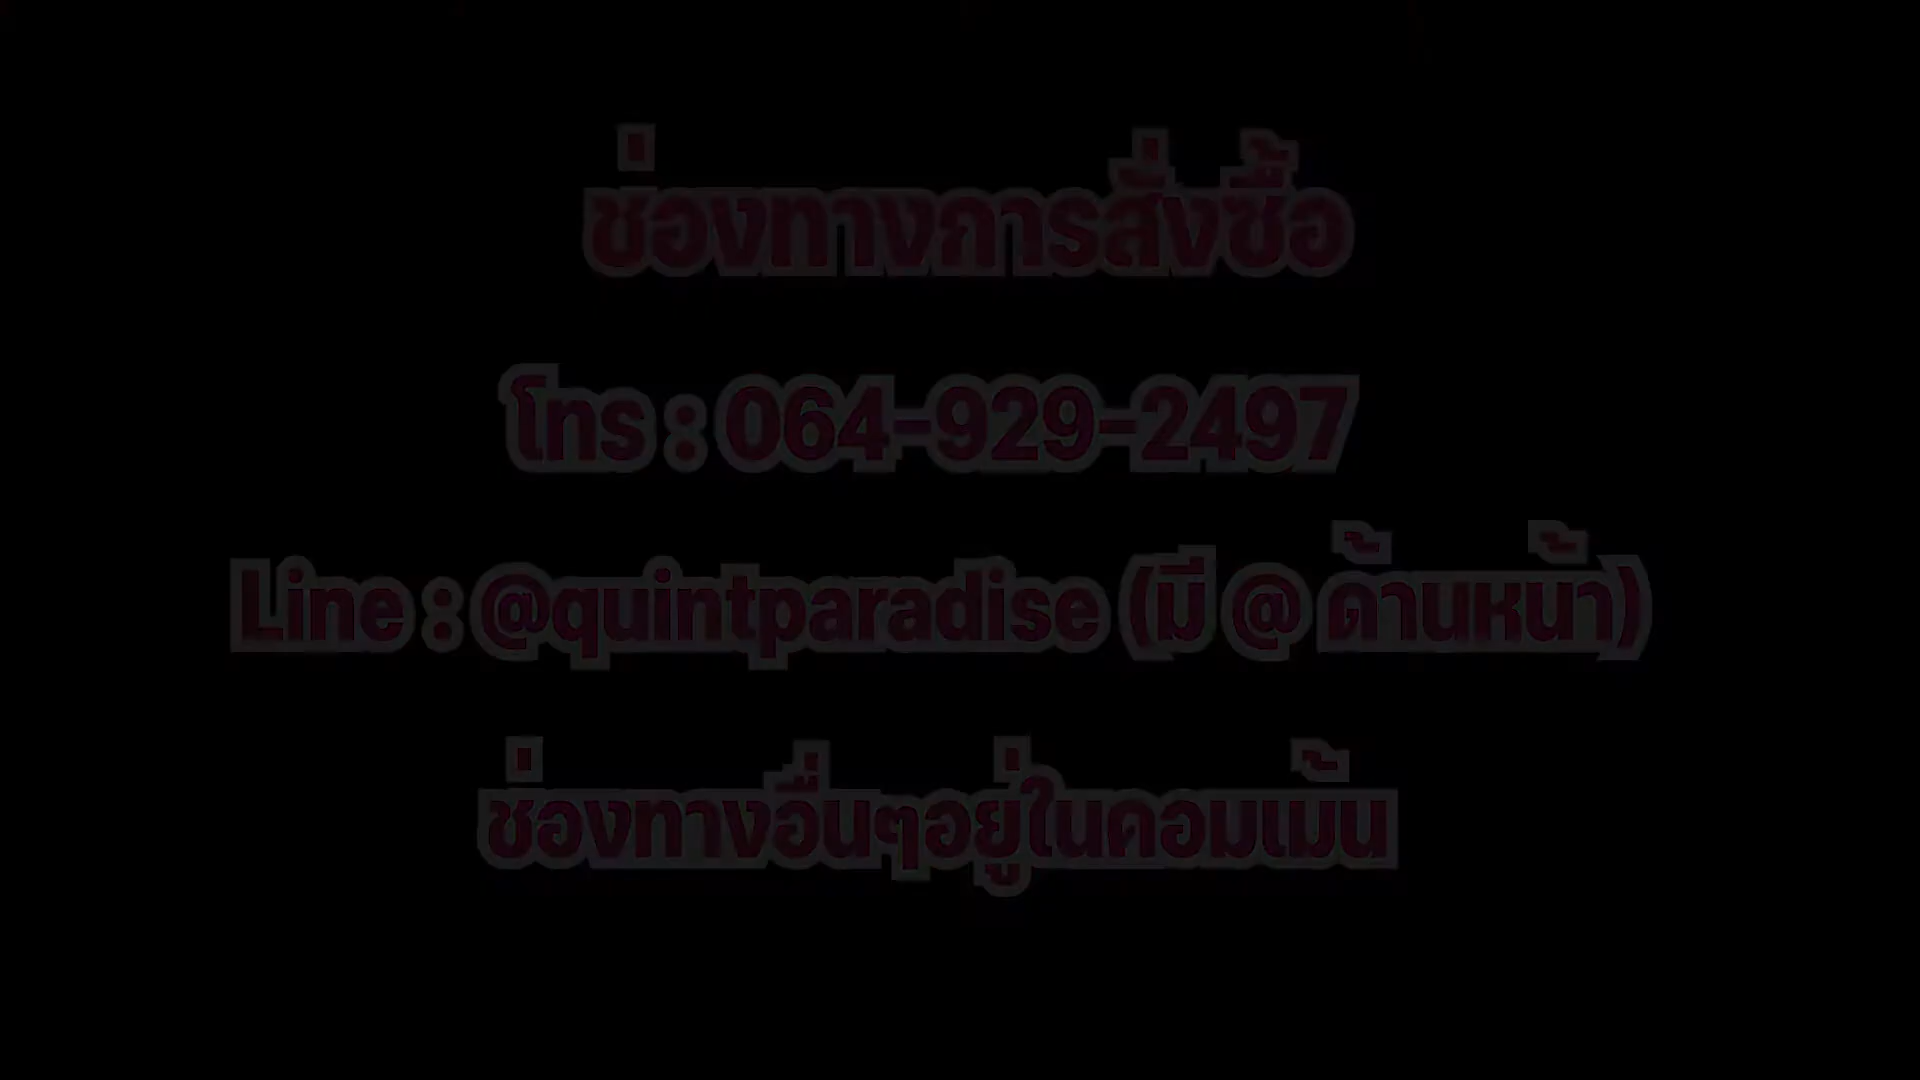 ช่องทางการสั่งซื้อ
โทร : 064-929-2497
Line : @quintparadise (มี @ ด้านหน้า)
ช่องทางอื่นๆอยู่ในคอมเม้น